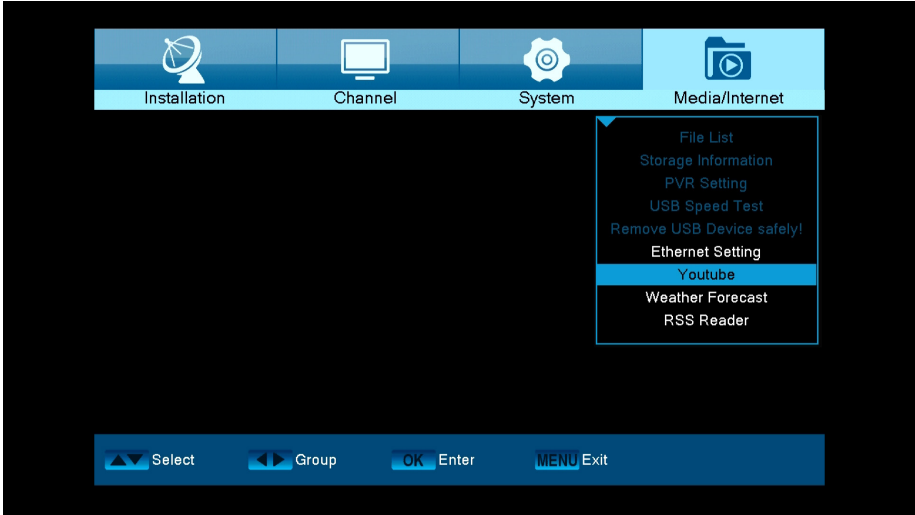 Installation Channel System Media/Internet
File List
Storage Information
PVR Setting
USB Speed Test
Remove USB Device safely!
Ethernet Setting
Youtube
Weather Forecast
RSS Reader
Select Group OK Enter MENU Exit